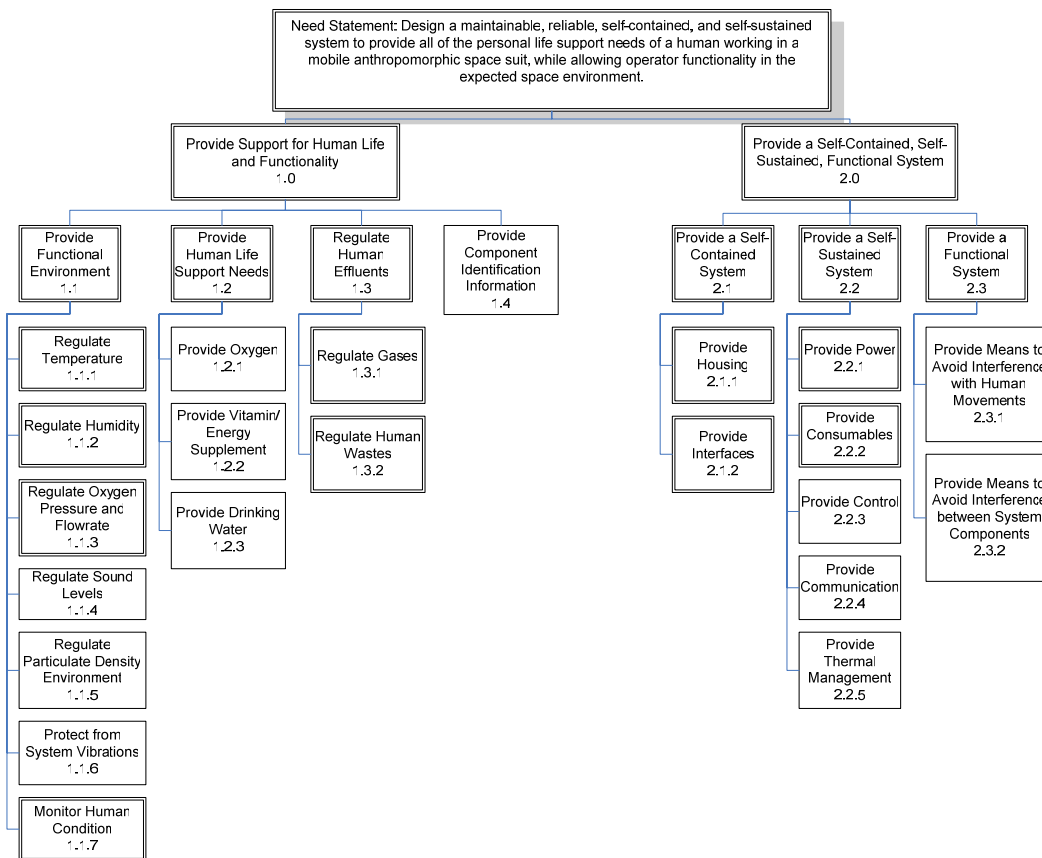 Need Statement: Design a maintainable, reliable, self-contained, and self-sustained
system to provide all of the personal life support needs of a human working in a
mobile anthropomorphic space suit, while allowing operator functionality in the
expected space environment.
Provide Support for Human Life
and Functionality
1.0
Provide a Self-Contained, Self-
Sustained, Functional System
2.0
Provide
Functional
Environment
1.1
Provide
Human Life
Support Needs
1.2
Regulate
Human
Effluents
1.3
Provide
Component
Identification
Information
1.4
Provide a Self-
Contained
System
2.1
Provide a Self-
Sustained
System
2.2
Provide a
Functional
System
2.3
Regulate
Temperature
1.1.1
Regulate Humidity
1.1.2
Regulate Oxygen
Pressure and
Flowrate
1.1.3
Regulate Sound
Levels
1.1.4
Regulate
Particulate Density
Environment
1.1.5
Protect from
System Vibrations
1.1.6
Monitor Human
Condition
1.1.7
Provide Oxygen
1.2.1
Provide Vitamin/
Energy
Supplement
1.2.2
Provide Drinking
Water
1.2.3
Regulate Gases
1.3.1
Regulate Human
Wastes
1.3.2
Provide
Housing
2.1.1
Provide
Interfaces
2.1.2
Provide Power
2.2.1
Provide
Consumables
2.2.2
Provide Control
2.2.3
Provide
Communication
2.2.4
Provide
Thermal
Management
2.2.5
Provide Means to
Avoid Interference
with Human
Movements
2.3.1
Provide Means to
Avoid Interference
between System
Components
2.3.2